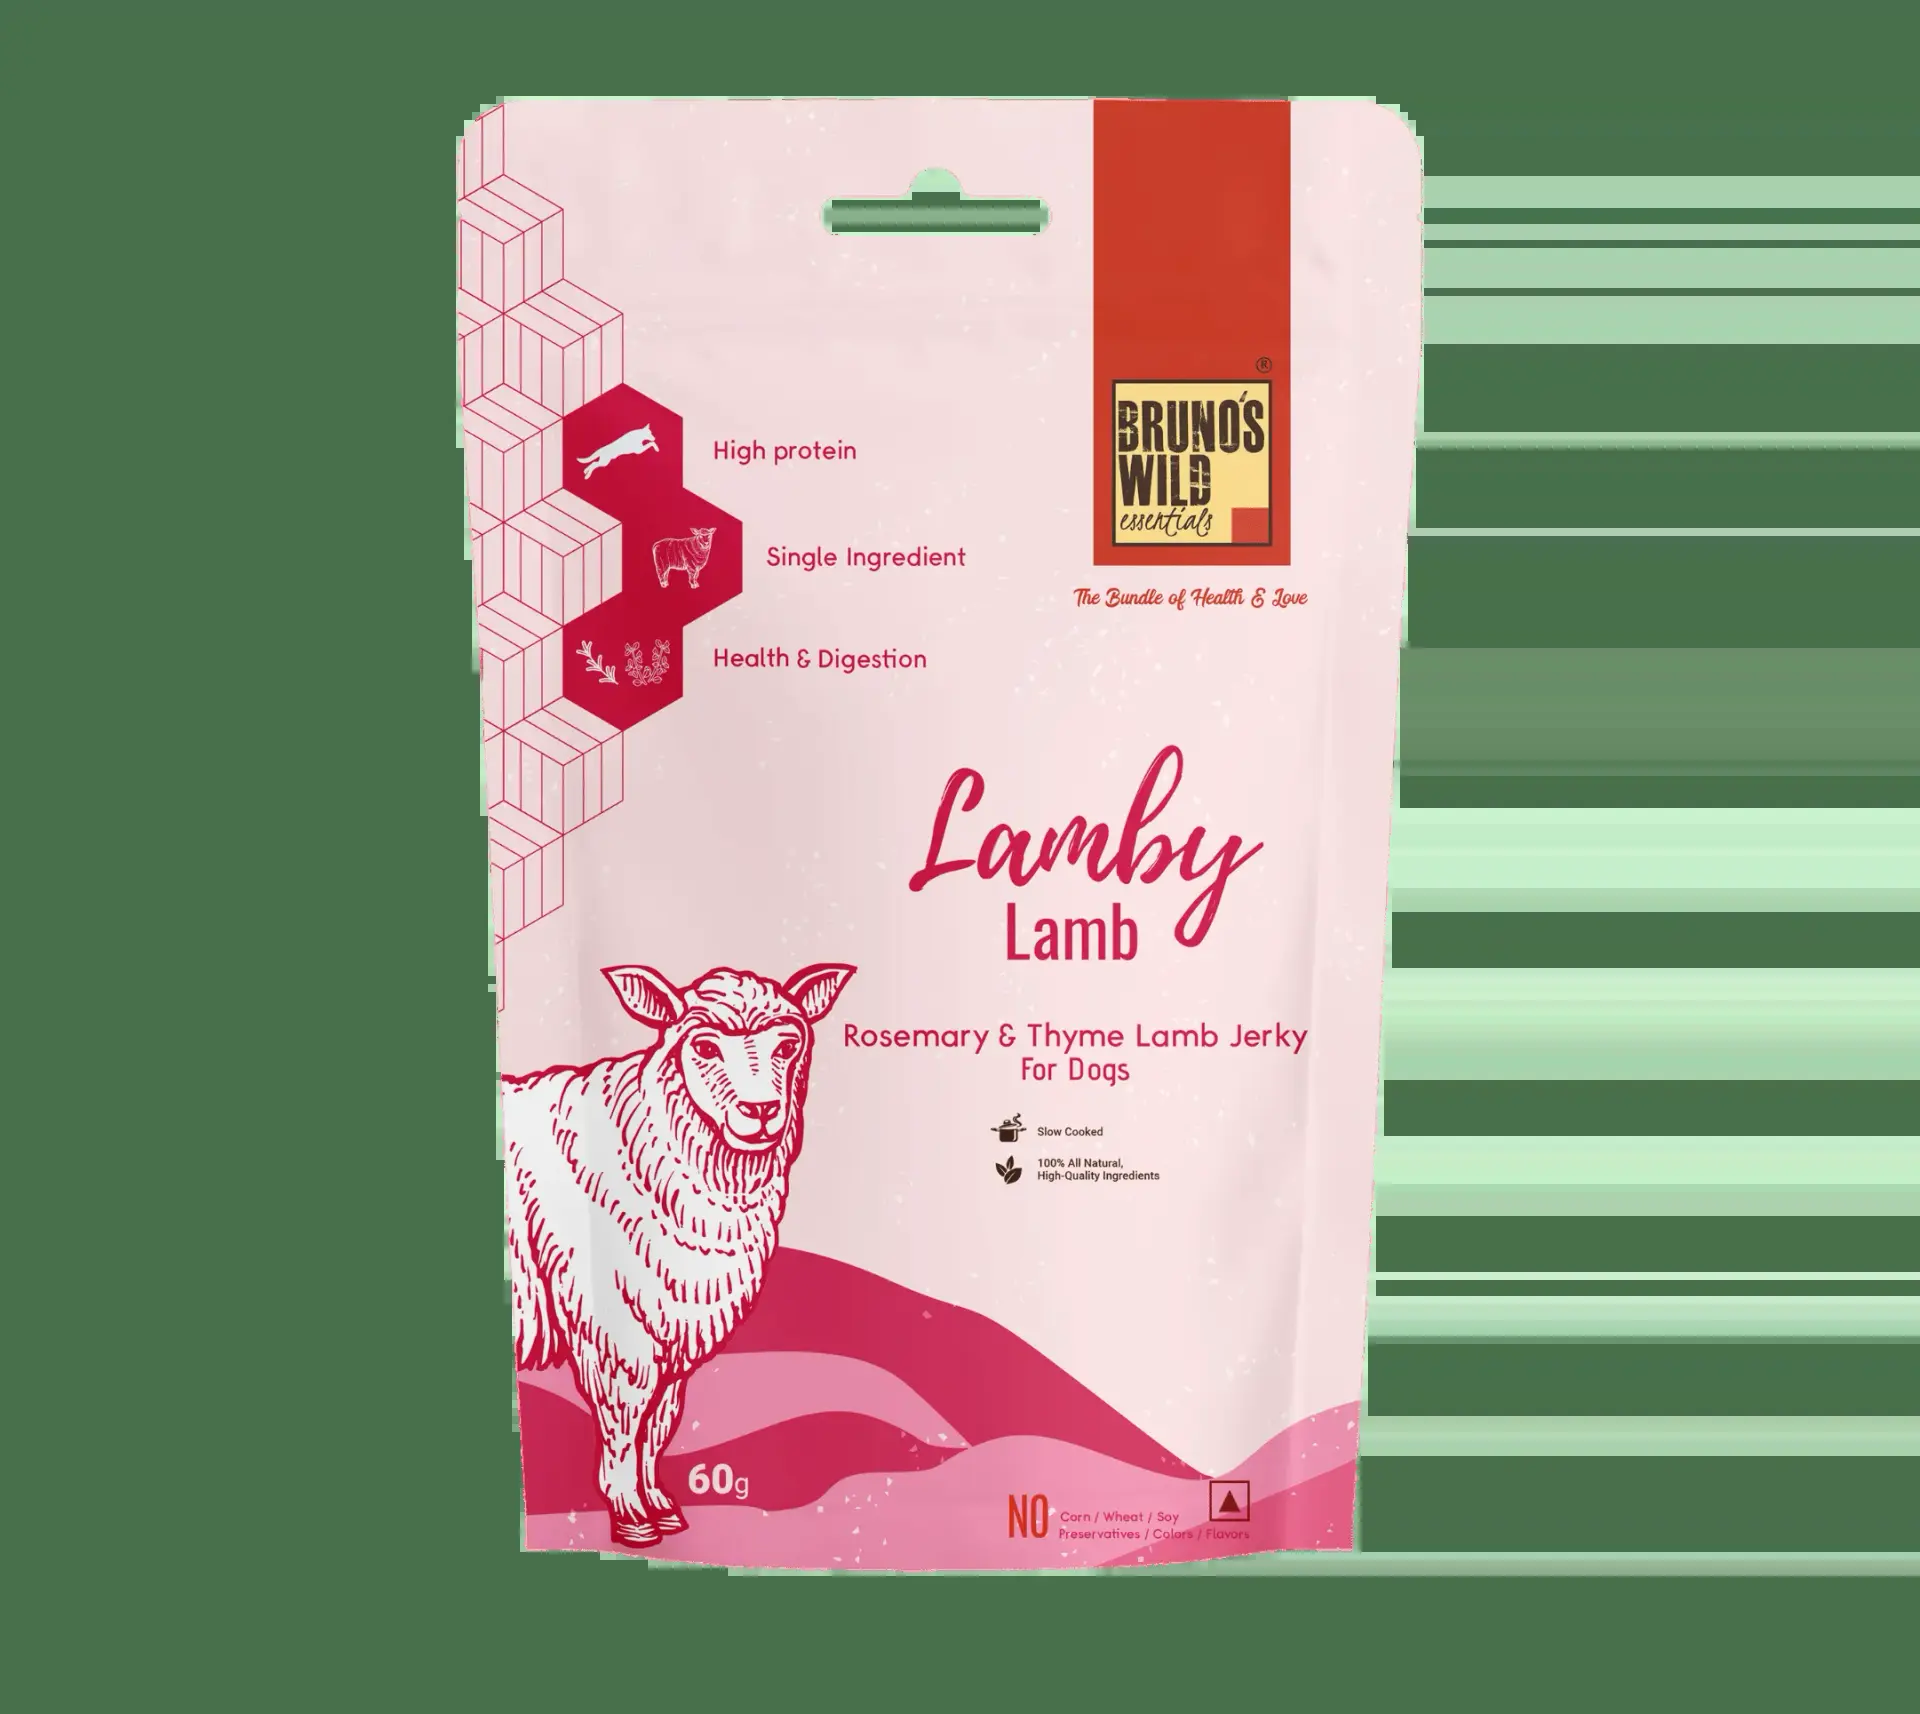 ®
BRUNO'S
WILD
essentials
The Bundle of Health & Love
High protein
Single Ingredient
Health & Digestion
Lamby
Lamb
Rosemary & Thyme Lamb Jerky
For Dogs
Slow Cooked
100% All Natural,
High-Quality Ingredients
60g
NO
Corn / Wheat / Soy
Preservatives / Colors / Flavors